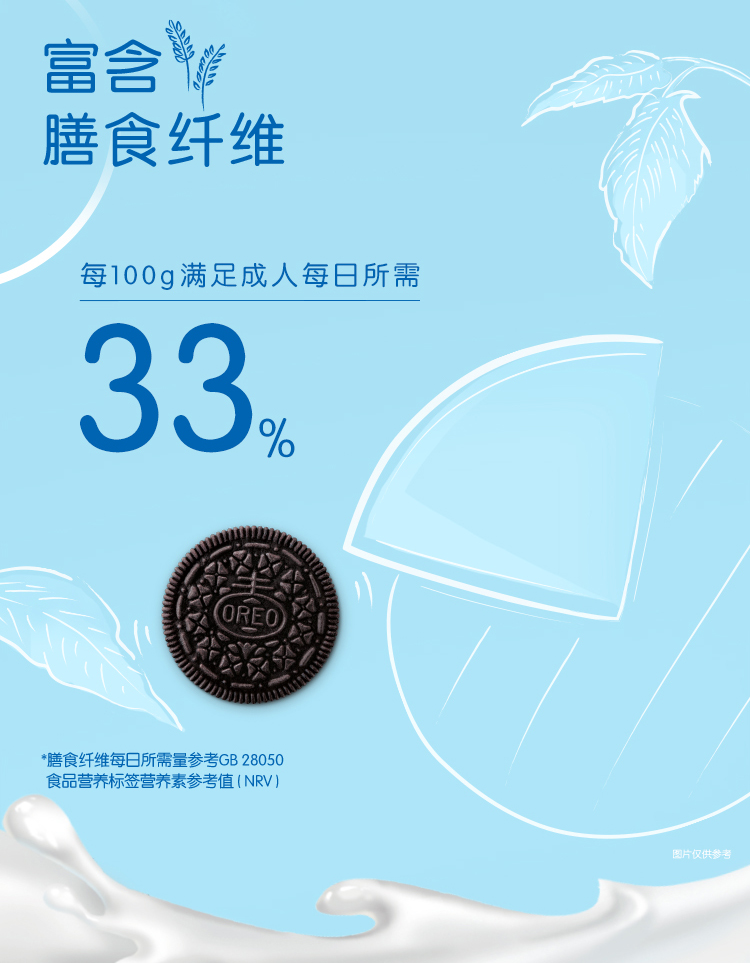 富含
膳食纤维
每100g满足成人每日所需
33%
OREO
*膳食纤维每日所需量参考GB 28050
食品营养标签营养素参考值(NRV)
图片仅供参考